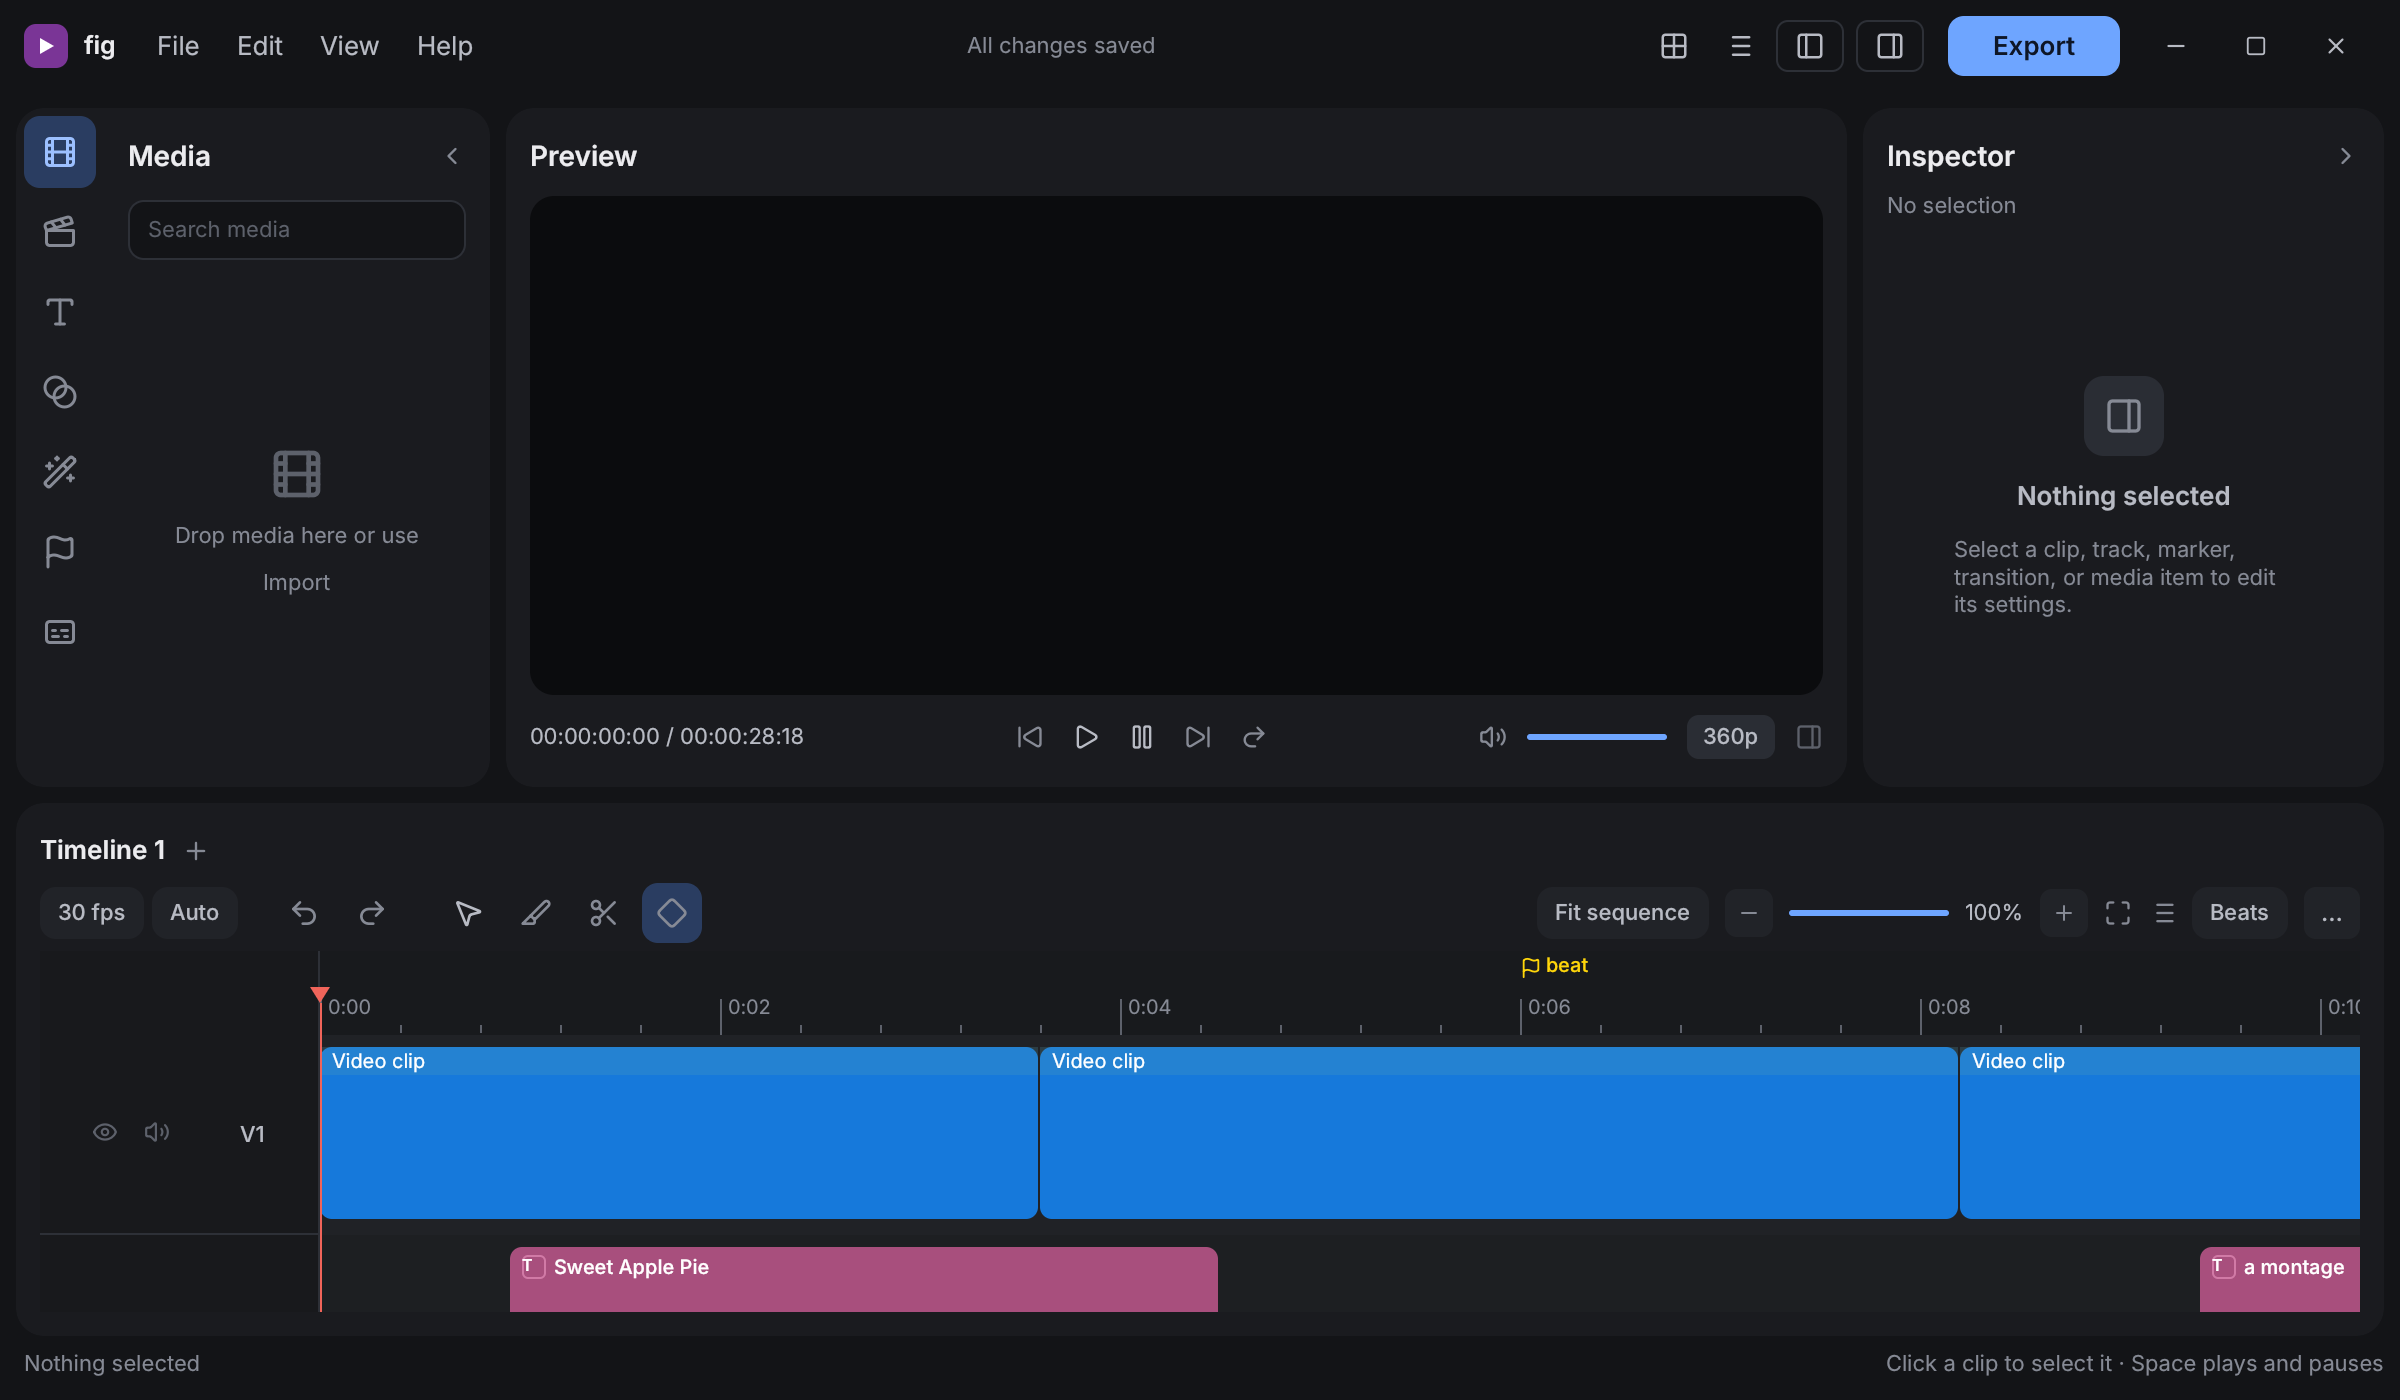 fig File Edit View Help All changes saved Export
Media
Search media
Drop media here or use
Import
Preview
00:00:00:00 / 00:00:28:18 360p
Inspector
No selection
Nothing selected
Select a clip, track, marker,
transition, or media item to edit
its settings.
Timeline 1
30 fps Auto Fit sequence 100% Beats ...
beat
0:00 0:02 0:04 0:06 0:08 0:10
Video clip Video clip Video clip
V1
T Sweet Apple Pie T a montage
Nothing selected Click a clip to select it · Space plays and pauses